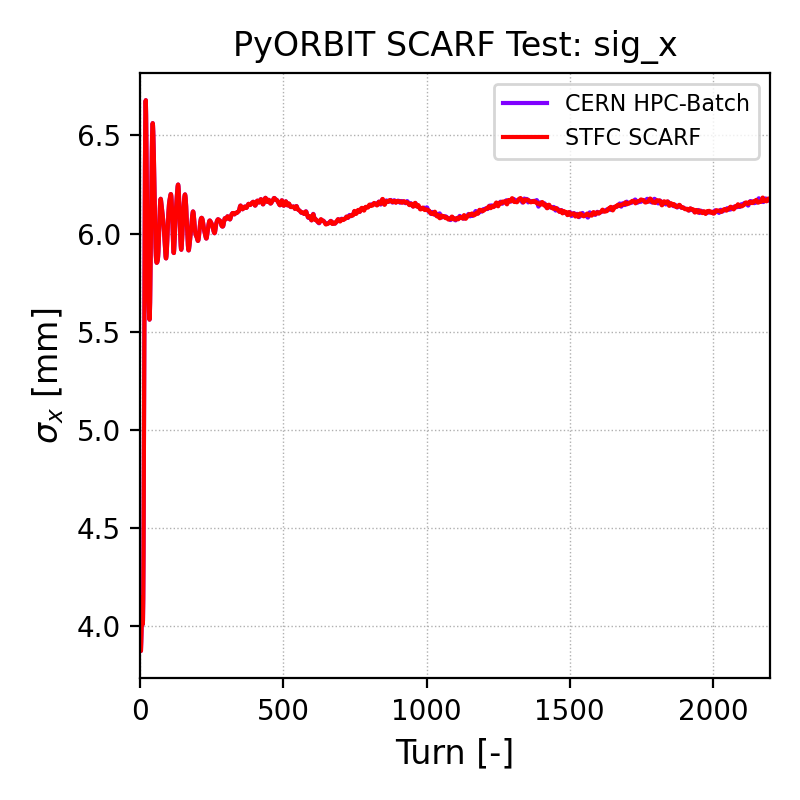 PyORBIT SCARF Test: sig_x
CERN HPC-Batch
STFC SCARF
6.5
6.0
5.5
5.0
4.5
4.0
σx [mm]
0 500 1000 1500 2000
Turn [-]